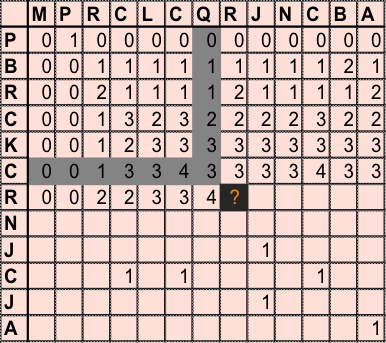 M P R C L C Q R J N C B A
P 0 1 0 0 0 0 0 0 0 0 0 0 0
B 0 0 1 1 1 1 1 1 1 1 1 2 1
R 0 0 2 1 1 1 1 2 1 1 1 1 2
C 0 0 1 3 2 3 2 2 2 2 3 2 2
K 0 0 1 2 3 3 3 3 3 3 3 3 3
C 0 0 1 3 3 4 3 3 3 3 4 3 3
R 0 0 2 2 3 3 4 ?
N
J 1
C 1 1 1
J 1
A 1